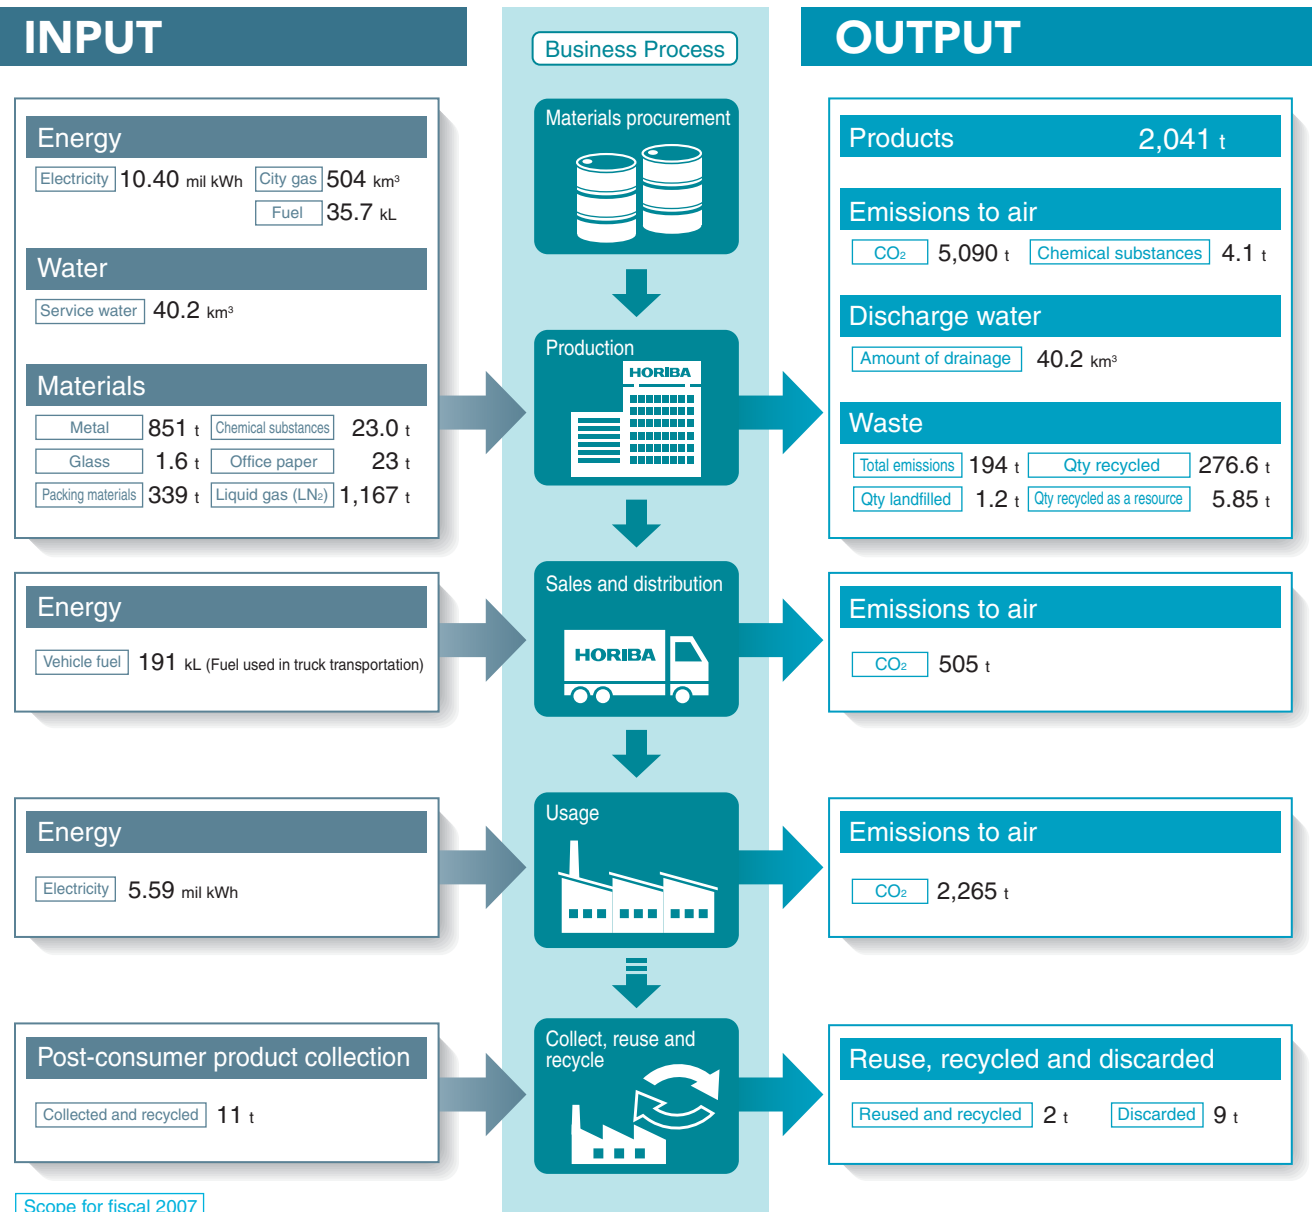 INPUT
Business Process
OUTPUT
Energy
Electricity 10.40 mil kWh City gas 504 km³
Fuel 35.7 kL
Water
Service water 40.2 km³
Materials
Metal 851 t Chemical substances 23.0 t
Glass 1.6 t Office paper 23 t
Packing materials 339 t Liquid gas (LN₂) 1,167 t
Materials procurement
Production
HORIBA
Products 2,041 t
Emissions to air
CO₂ 5,090 t Chemical substances 4.1 t
Discharge water
Amount of drainage 40.2 km³
Waste
Total emissions 194 t Qty recycled 276.6 t
Qty landfilled 1.2 t Qty recycled as a resource 5.85 t
Energy
Vehicle fuel 191 kL (Fuel used in truck transportation)
Sales and distribution
HORIBA
Emissions to air
CO₂ 505 t
Energy
Electricity 5.59 mil kWh
Usage
Emissions to air
CO₂ 2,265 t
Post-consumer product collection
Collected and recycled 11 t
Collect, reuse and
recycle
Reuse, recycled and discarded
Reused and recycled 2 t Discarded 9 t
Scope for fiscal 2007